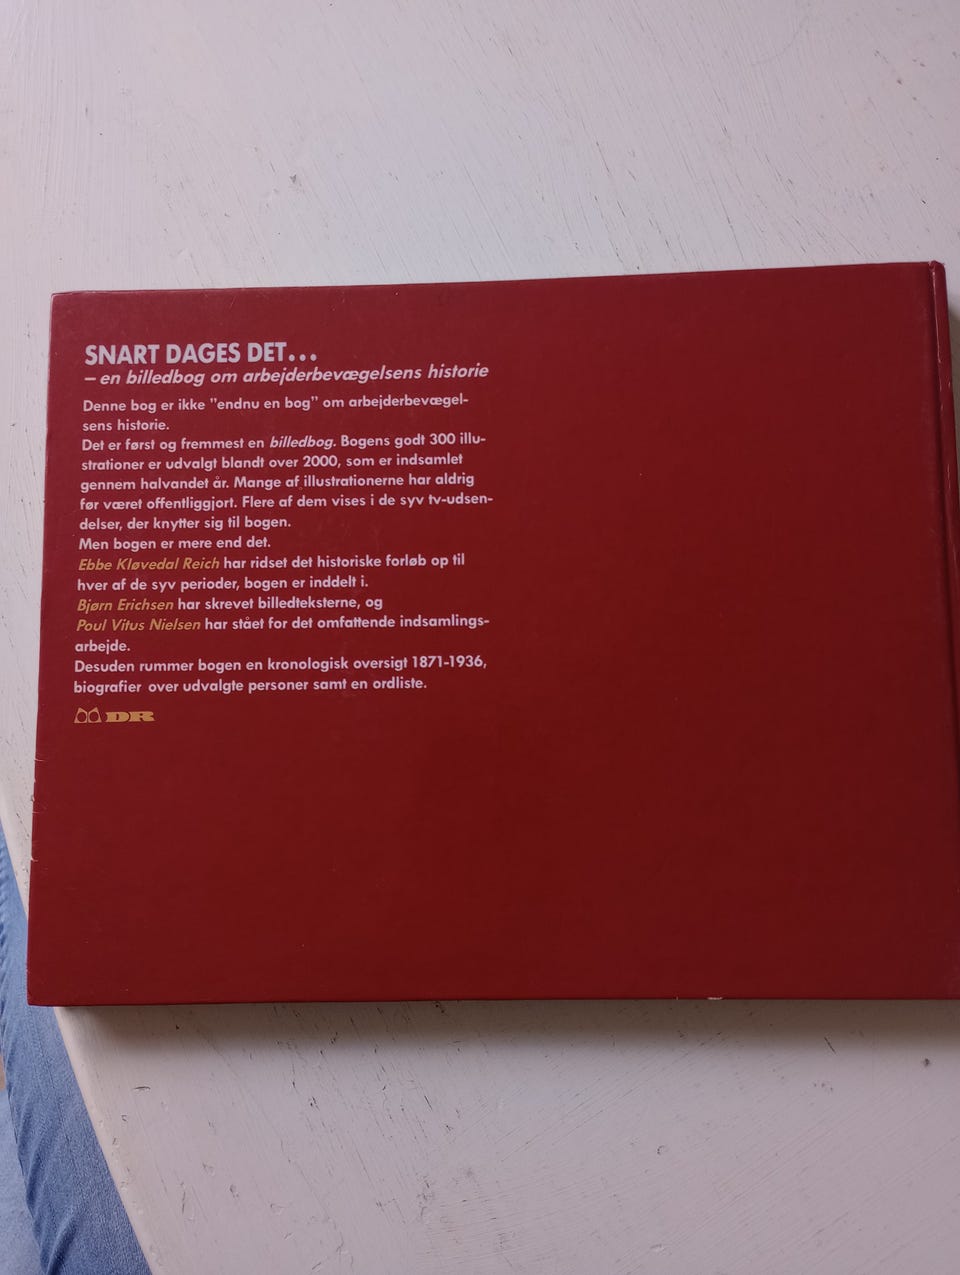 SNART DAGES DET...
– en billedbog om arbejderbevægelsens historie
Denne bog er ikke "endnu en bog" om arbejderbevægel-
sens historie.
Det er først og fremmest en billedbog. Bogens godt 300 illu-
strationer er udvalgt blandt over 2000, som er indsamlet
gennem halvandet år. Mange af illustrationerne har aldrig
før været offentliggjort. Flere af dem vises i de syv tv-udsen-
delser, der knytter sig til bogen.
Men bogen er mere end det.
Ebbe Kløvedal Reich har ridset det historiske forløb op til
hver af de syv perioder, bogen er inddelt i.
Bjørn Erichsen har skrevet billedteksterne, og
Poul Vitus Nielsen har stået for det omfattende indsamlings-
arbejde.
Desuden rummer bogen en kronologisk oversigt 1871-1936,
biografier over udvalgte personer samt en ordliste.
DR